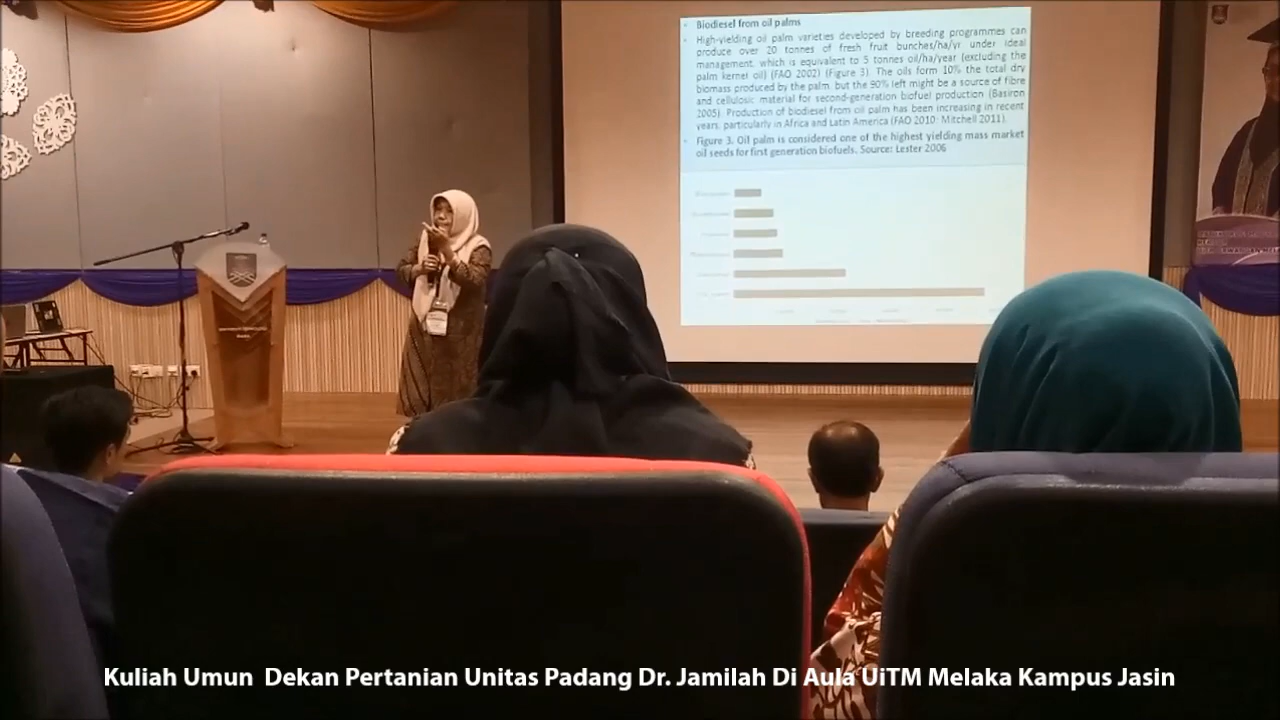 Biodiesel from oil palms
High-yielding oil palm varieties developed by breeding programmes can
produce over 20 tonnes of fresh fruit bunches/ha/yr under ideal
management, which is equivalent to 5 tonnes oil/ha/year (excluding the
palm kernel oil) (FAO 2002) (Figure 3). The oils form 10% the total dry
biomass produced by the palm, but the 90% left might be a source of fibre
and cellulosic material for second-generation biofuel production (Basiron
2005). Production of biodiesel from oil palm has been increasing in recent
years, particularly in Africa and Latin America (FAO 2010; Mitchell 2011).
Figure 3. Oil palm is considered one of the highest yielding mass market
oil seeds for first generation biofuels. Source: Lester 2006
Kuliah Umun Dekan Pertanian Unitas Padang Dr. Jamilah Di Aula UiTM Melaka Kampus Jasin